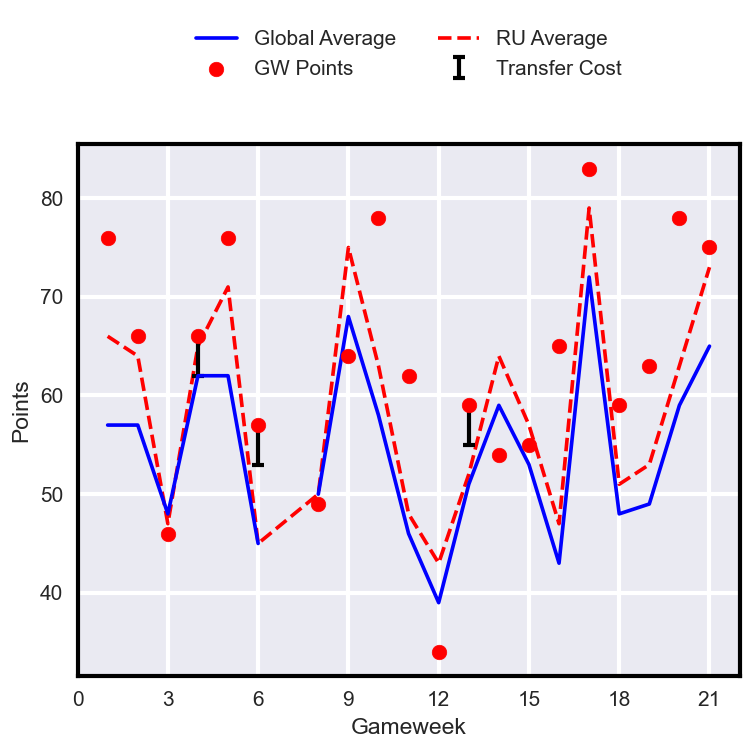 Global Average RU Average
GW Points Transfer Cost
80
70
60
50
40
Points
0 3 6 9 12 15 18 21
Gameweek